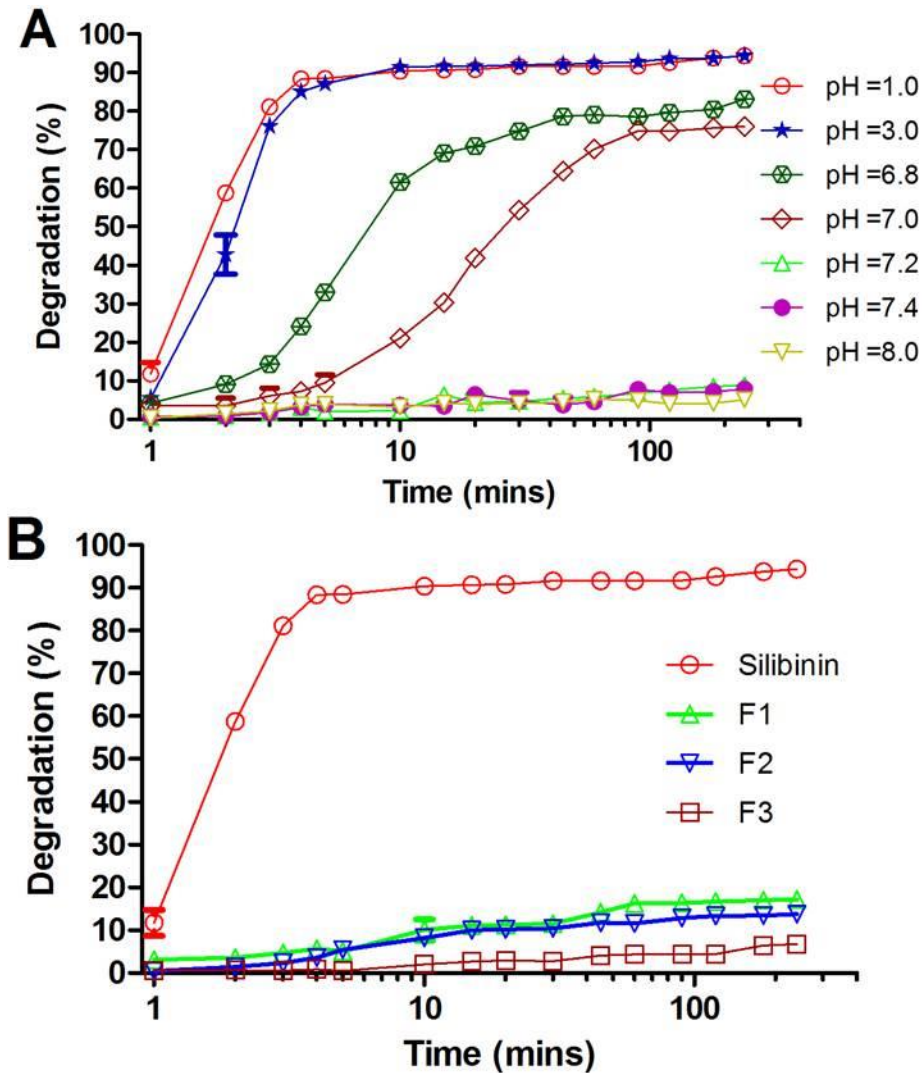 A
100
90
80
70
60
50
40
30
20
10
0
Degradation (%)
1
10
100
Time (mins)
pH =1.0
pH =3.0
pH =6.8
pH =7.0
pH =7.2
pH =7.4
pH =8.0
B
100
90
80
70
60
50
40
30
20
10
0
Degradation (%)
1
10
100
Time (mins)
Silibinin
F1
F2
F3